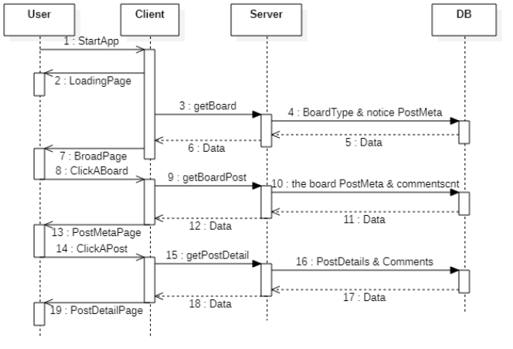 User
Client
Server
DB
1 : StartApp
2 : LoadingPage
3 : getBoard
4 : BoardType & notice PostMeta
5 : Data
6 : Data
7 : BroadPage
8 : ClickABoard
9 : getBoardPost
10 : the board PostMeta & commentscnt
11 : Data
12 : Data
13 : PostMetaPage
14 : ClickAPost
15 : getPostDetail
16 : PostDetails & Comments
17 : Data
18 : Data
19 : PostDetailPage